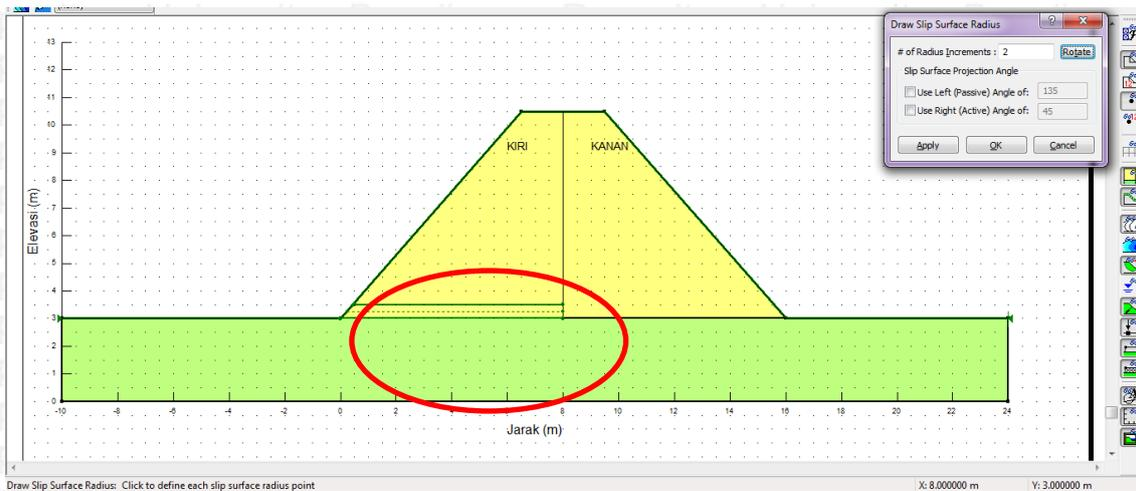 (none)
Draw Slip Surface Radius
# of Radius Increments : 2
Rotate
Slip Surface Projection Angle
Use Left (Passive) Angle of: 135
Use Right (Active) Angle of: 45
Apply OK Cancel
13
12
11
10
9
8
7
6
5
4
3
2
1
0
Elevasi (m)
KIRI KANAN
-10 -8 -6 -4 -2 0 2 4 6 8 10 12 14 16 18 20 22 24
Jarak (m)
Draw Slip Surface Radius: Click to define each slip surface radius point X: 8.000000 m Y: 3.000000 m